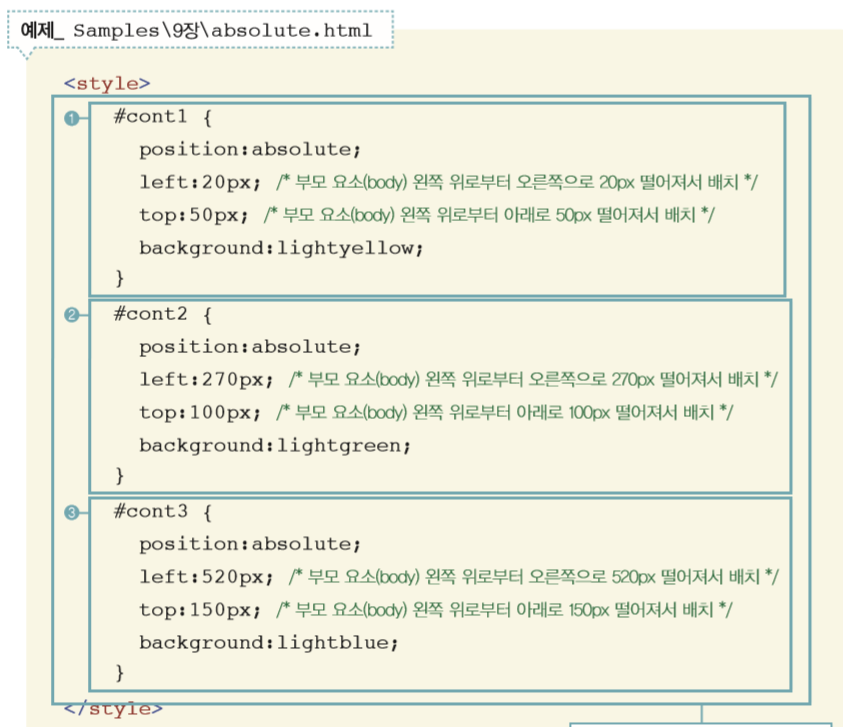 예제_ Samples\9장\absolute.html
<style>
1 #cont1 {
position:absolute;
left:20px; /* 부모 요소(body) 왼쪽 위로부터 오른쪽으로 20px 떨어져서 배치 */
top:50px; /* 부모 요소(body) 왼쪽 위로부터 아래로 50px 떨어져서 배치 */
background:lightyellow;
}
2 #cont2 {
position:absolute;
left:270px; /* 부모 요소(body) 왼쪽 위로부터 오른쪽으로 270px 떨어져서 배치 */
top:100px; /* 부모 요소(body) 왼쪽 위로부터 아래로 100px 떨어져서 배치 */
background:lightgreen;
}
3 #cont3 {
position:absolute;
left:520px; /* 부모 요소(body) 왼쪽 위로부터 오른쪽으로 520px 떨어져서 배치 */
top:150px; /* 부모 요소(body) 왼쪽 위로부터 아래로 150px 떨어져서 배치 */
background:lightblue;
}
</style>